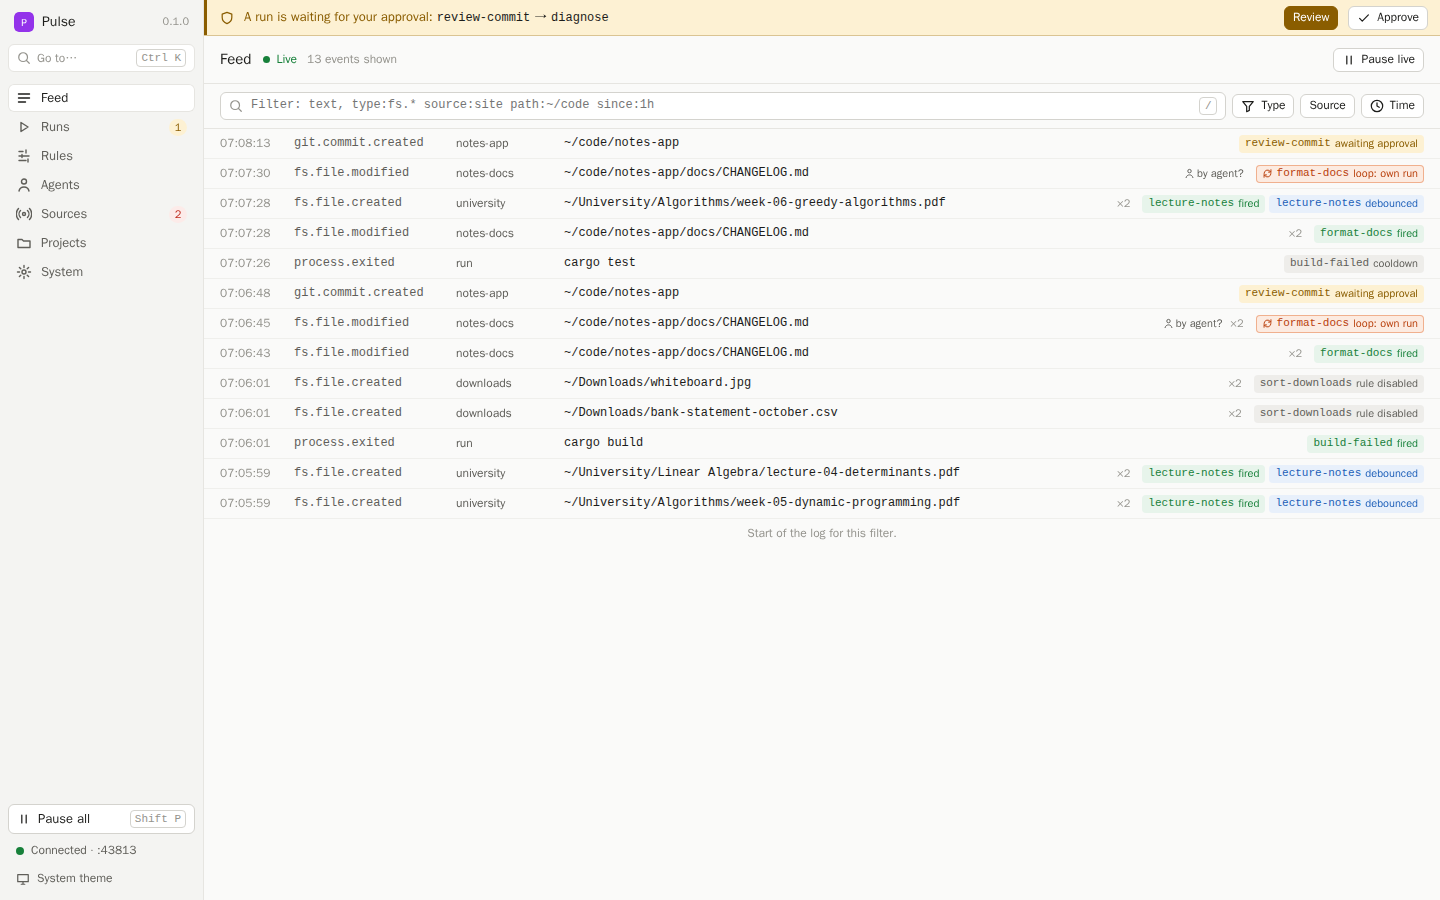 P Pulse 0.1.0
Go to··· Ctrl K
Feed
Runs 1
Rules
Agents
Sources 2
Projects
System
Pause all Shift P
Connected · :43813
System theme
A run is waiting for your approval: review-commit → diagnose Review Approve
Feed Live 13 events shown Pause live
Filter: text, type:fs.* source:site path:~/code since:1h / Type Source Time
07:08:13 git.commit.created notes-app ~/code/notes-app review-commit awaiting approval
07:07:30 fs.file.modified notes-docs ~/code/notes-app/docs/CHANGELOG.md by agent? format-docs loop: own run
07:07:28 fs.file.created university ~/University/Algorithms/week-06-greedy-algorithms.pdf ×2 lecture-notes fired lecture-notes debounced
07:07:28 fs.file.modified notes-docs ~/code/notes-app/docs/CHANGELOG.md ×2 format-docs fired
07:07:26 process.exited run cargo test build-failed cooldown
07:06:48 git.commit.created notes-app ~/code/notes-app review-commit awaiting approval
07:06:45 fs.file.modified notes-docs ~/code/notes-app/docs/CHANGELOG.md by agent? ×2 format-docs loop: own run
07:06:43 fs.file.modified notes-docs ~/code/notes-app/docs/CHANGELOG.md ×2 format-docs fired
07:06:01 fs.file.created downloads ~/Downloads/whiteboard.jpg ×2 sort-downloads rule disabled
07:06:01 fs.file.created downloads ~/Downloads/bank-statement-october.csv ×2 sort-downloads rule disabled
07:06:01 process.exited run cargo build build-failed fired
07:05:59 fs.file.created university ~/University/Linear Algebra/lecture-04-determinants.pdf ×2 lecture-notes fired lecture-notes debounced
07:05:59 fs.file.created university ~/University/Algorithms/week-05-dynamic-programming.pdf ×2 lecture-notes fired lecture-notes debounced
Start of the log for this filter.